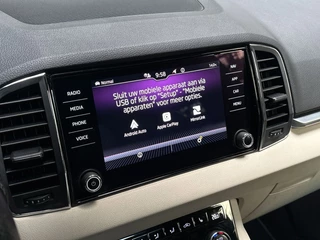 Normal
9:58
RADIO
MEDIA
PHONE
VOICE
Sluit uw mobiele apparaat aan via
USB of klik op "Setup" - "Mobiele
apparaten" voor meer opties.
Android Auto
Apple CarPlay
MirrorLink
NAV
APP
CAR
MENU